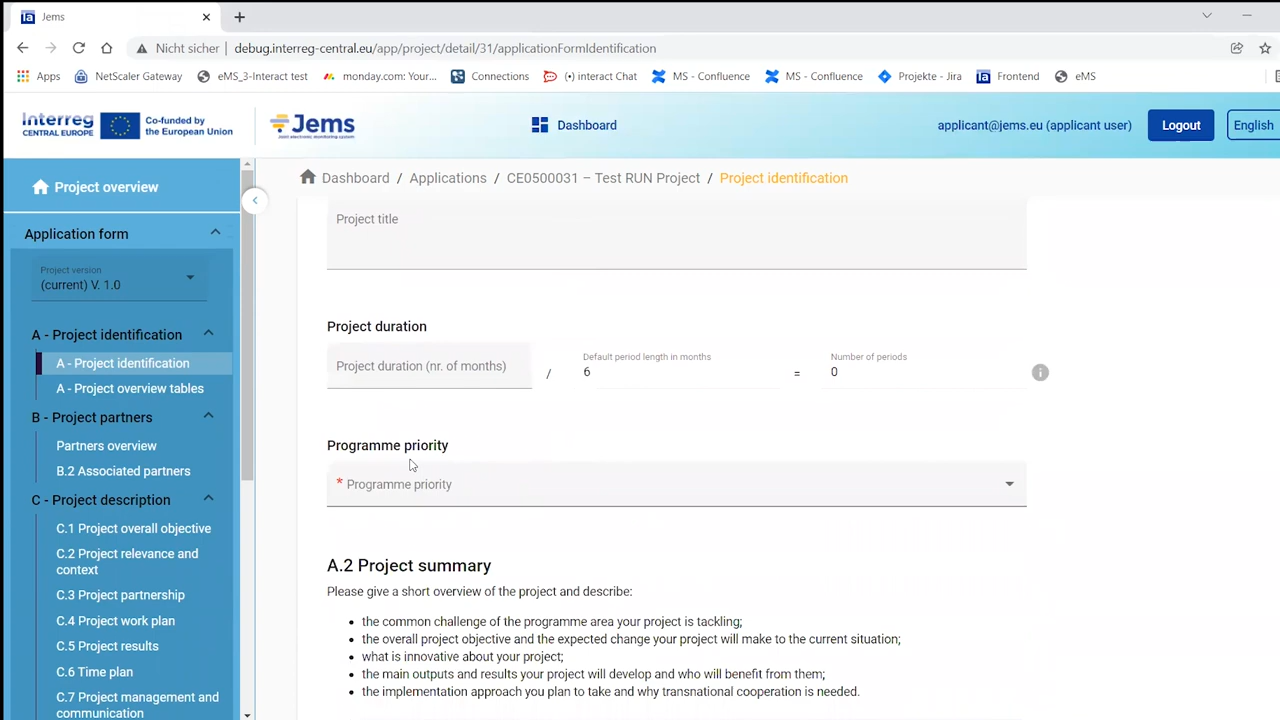 Jems
Nicht sicher
debug.interreg-central.eu/app/project/detail/31/applicationFormIdentification
Apps
NetScaler Gateway
eMS_3-Interact test
monday.com: Your...
Connections
(•) interact Chat
MS - Confluence
MS - Confluence
Projekte - Jira
Frontend
eMS
Interreg
CENTRAL EUROPE
Co-funded by
the European Union
Jems
Joint electronic monitoring system
Dashboard
applicant@jems.eu (applicant user)
Logout
English
Project overview
Dashboard / Applications / CE0500031 – Test RUN Project / Project identification
Application form
Project version
(current) V. 1.0
A - Project identification
A - Project identification
A - Project overview tables
B - Project partners
Partners overview
B.2 Associated partners
C - Project description
C.1 Project overall objective
C.2 Project relevance and
context
C.3 Project partnership
C.4 Project work plan
C.5 Project results
C.6 Time plan
C.7 Project management and
communication
Project title
Project duration
Project duration (nr. of months)
/
Default period length in months
6
=
Number of periods
0
Programme priority
* Programme priority
A.2 Project summary
Please give a short overview of the project and describe:
• the common challenge of the programme area your project is tackling;
• the overall project objective and the expected change your project will make to the current situation;
• what is innovative about your project;
• the main outputs and results your project will develop and who will benefit from them;
• the implementation approach you plan to take and why transnational cooperation is needed.